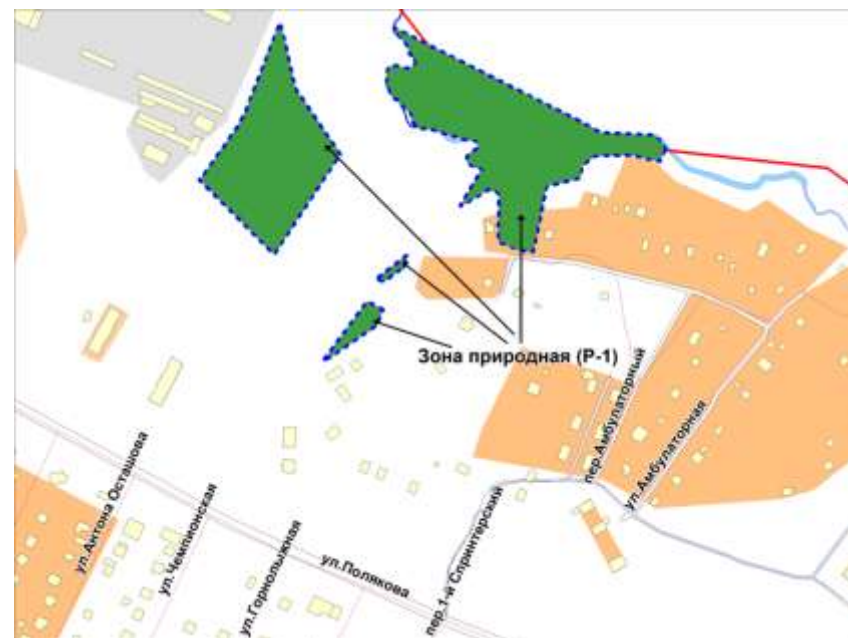 Зона природная (Р-1)
пер.Амбулаторный
ул.Амбулаторная
ул.Антона Осташова
ул.Чемпионская
ул.Горнолыжная
ул.Полякова
пер.1-й Спринтерский